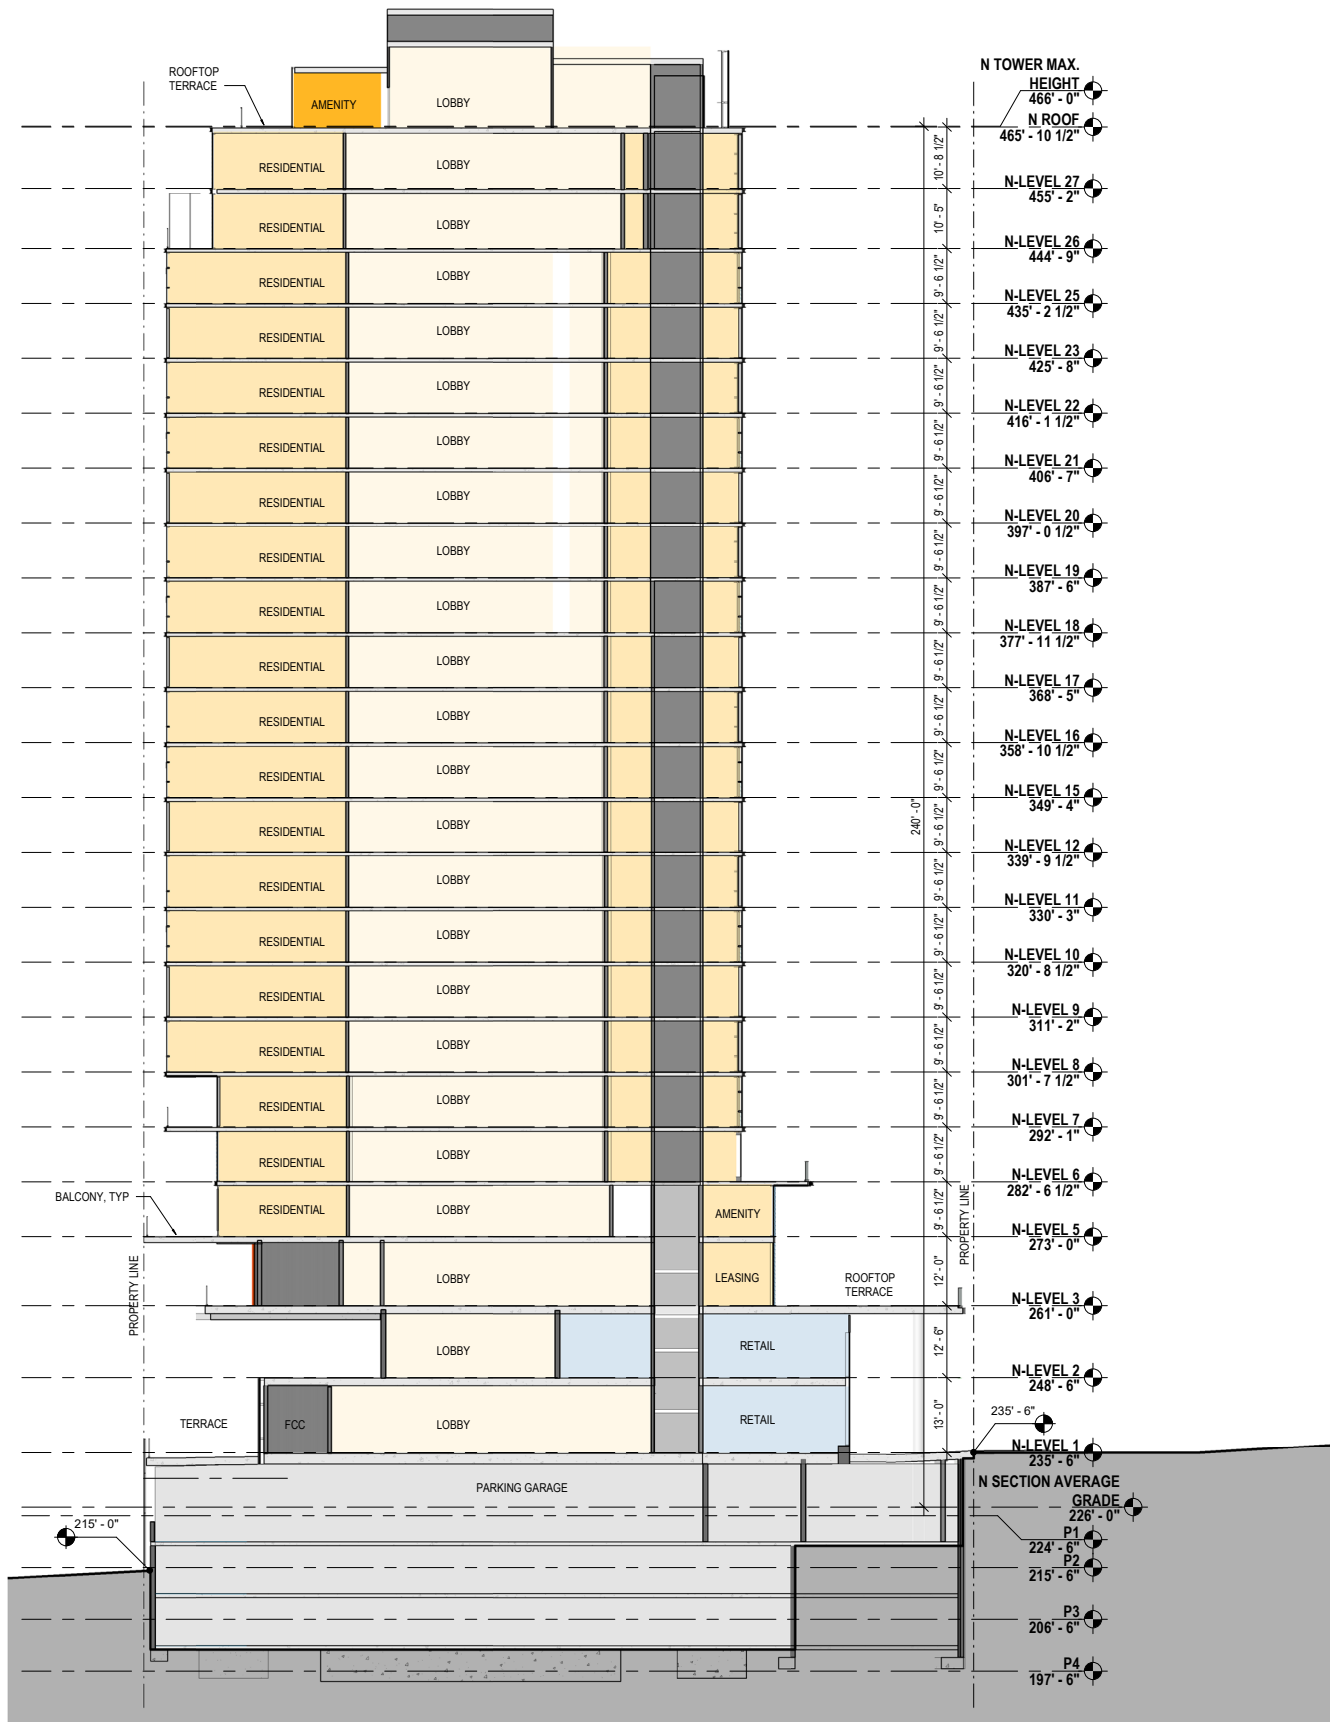 N TOWER MAX.
HEIGHT
466' - 0"
ROOFTOP
TERRACE
AMENITY
LOBBY
N ROOF
465' - 10 1/2"
10' - 8 1/2"
RESIDENTIAL
LOBBY
N-LEVEL 27
455' - 2"
10' - 5"
RESIDENTIAL
LOBBY
N-LEVEL 26
444' - 9"
9' - 6 1/2"
RESIDENTIAL
LOBBY
N-LEVEL 25
435' - 2 1/2"
9' - 6 1/2"
RESIDENTIAL
LOBBY
N-LEVEL 23
425' - 8"
9' - 6 1/2"
RESIDENTIAL
LOBBY
N-LEVEL 22
416' - 1 1/2"
9' - 6 1/2"
RESIDENTIAL
LOBBY
N-LEVEL 21
406' - 7"
9' - 6 1/2"
RESIDENTIAL
LOBBY
N-LEVEL 20
397' - 0 1/2"
9' - 6 1/2"
RESIDENTIAL
LOBBY
N-LEVEL 19
387' - 6"
9' - 6 1/2"
RESIDENTIAL
LOBBY
N-LEVEL 18
377' - 11 1/2"
9' - 6 1/2"
RESIDENTIAL
LOBBY
N-LEVEL 17
368' - 5"
9' - 6 1/2"
RESIDENTIAL
LOBBY
N-LEVEL 16
358' - 10 1/2"
9' - 6 1/2"
RESIDENTIAL
LOBBY
N-LEVEL 15
349' - 4"
240' - 0"
9' - 6 1/2"
RESIDENTIAL
LOBBY
N-LEVEL 12
339' - 9 1/2"
9' - 6 1/2"
RESIDENTIAL
LOBBY
N-LEVEL 11
330' - 3"
9' - 6 1/2"
RESIDENTIAL
LOBBY
N-LEVEL 10
320' - 8 1/2"
9' - 6 1/2"
RESIDENTIAL
LOBBY
N-LEVEL 9
311' - 2"
9' - 6 1/2"
RESIDENTIAL
LOBBY
N-LEVEL 8
301' - 7 1/2"
9' - 6 1/2"
RESIDENTIAL
LOBBY
N-LEVEL 7
292' - 1"
9' - 6 1/2"
RESIDENTIAL
LOBBY
N-LEVEL 6
282' - 6 1/2"
BALCONY, TYP
9' - 6 1/2"
RESIDENTIAL
LOBBY
AMENITY
PROPERTY LINE
N-LEVEL 5
273' - 0"
PROPERTY LINE
12' - 0"
LOBBY
LEASING
ROOFTOP
TERRACE
N-LEVEL 3
261' - 0"
12' - 6"
LOBBY
RETAIL
N-LEVEL 2
248' - 6"
13' - 0"
TERRACE
FCC
LOBBY
RETAIL
235' - 6"
N-LEVEL 1
235' - 6"
PARKING GARAGE
N SECTION AVERAGE
GRADE
226' - 0"
215' - 0"
P1
224' - 6"
P2
215' - 6"
P3
206' - 6"
P4
197' - 6"